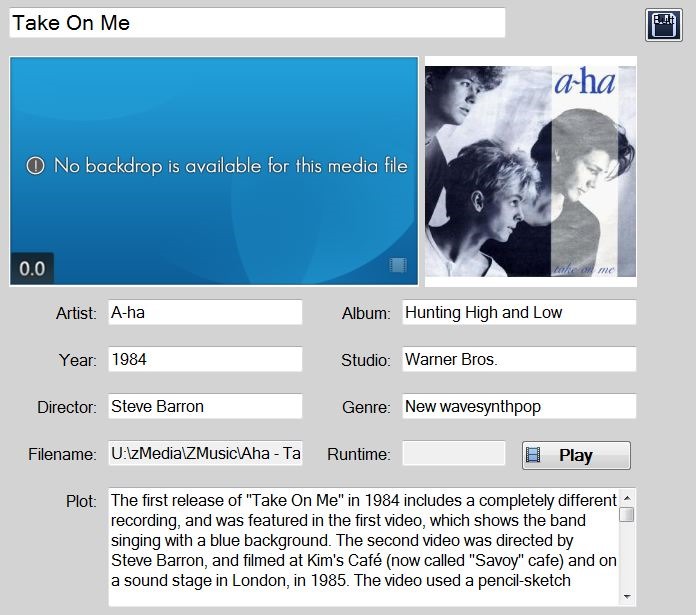 Take On Me
No backdrop is available for this media file
a-ha
0.0
take on me
Artist: A-ha Album: Hunting High and Low
Year: 1984 Studio: Warner Bros.
Director: Steve Barron Genre: New wavesynthpop
Filename: U:\zMedia\ZMusic\Aha - Ta Runtime: Play
Plot: The first release of "Take On Me" in 1984 includes a completely different
recording, and was featured in the first video, which shows the band
singing with a blue background. The second video was directed by
Steve Barron, and filmed at Kim's Café (now called "Savoy" cafe) and on
a sound stage in London, in 1985. The video used a pencil-sketch